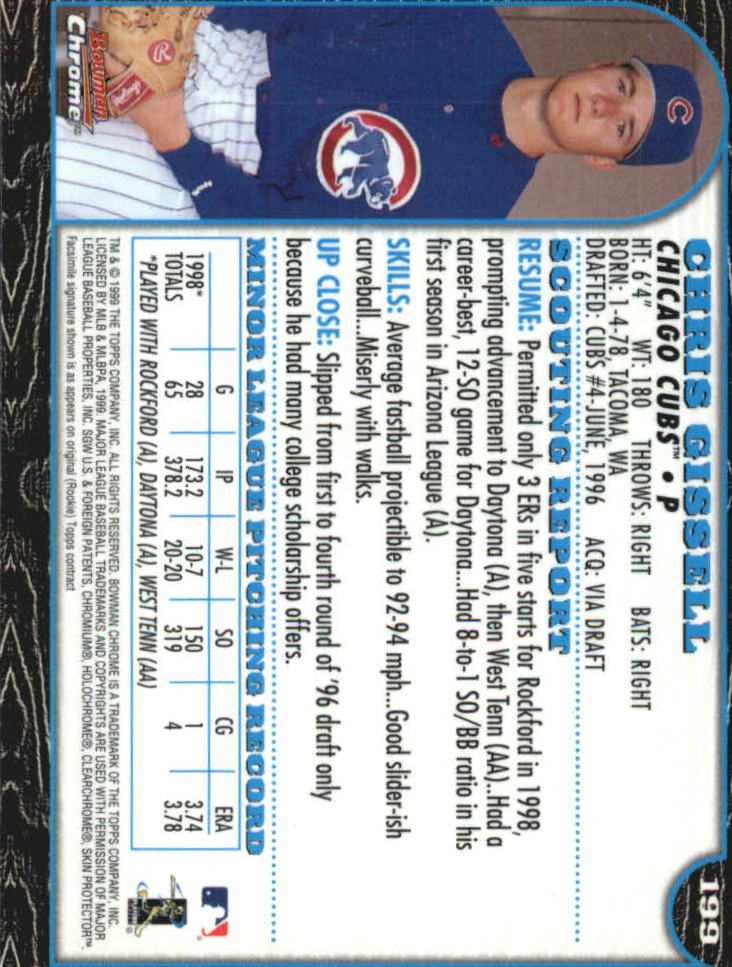 199
CHRIS GISSELL
CHICAGO CUBS™ • P
HT: 6'4" WT: 180 THROWS: RIGHT BATS: RIGHT
BORN: 1-4-78, TACOMA, WA
DRAFTED: CUBS #4-JUNE, 1996 ACQ: VIA DRAFT
SCOUTING REPORT
RESUME: Permitted only 3 ERs in five starts for Rockford in 1998,
prompting advancement to Daytona (A), then West Tenn (AA)...Had a
career-best, 12-SO game for Daytona...Had 8-to-1 SO/BB ratio in his
first season in Arizona League (A).
SKILLS: Average fastball projectible to 92-94 mph...Good slider-ish
curveball...Miserly with walks.
UP CLOSE: Slipped from first to fourth round of '96 draft only
because he had many college scholarship offers.
MINOR LEAGUE PITCHING RECORD
G IP W-L SO CG ERA
1998* 28 173.2 10-7 150 1 3.74
TOTALS 65 378.2 20-20 319 4 3.78
*PLAYED WITH ROCKFORD (A), DAYTONA (A), WEST TENN (AA)
TM & © 1999 THE TOPPS COMPANY, INC. ALL RIGHTS RESERVED. BOWMAN CHROME IS A TRADEMARK OF THE TOPPS COMPANY, INC.
LICENSED BY MLB & MLBPA, 1999. MAJOR LEAGUE BASEBALL TRADEMARKS AND COPYRIGHTS ARE USED WITH PERMISSION OF MAJOR
LEAGUE BASEBALL PROPERTIES, INC. SGW U.S. & FOREIGN PATENTS, CHROMIUM®, HOLOCHROME®, CLEARCHROME®, SKIN PROTECTOR™.
Facsimile signature shown is as appears on original (Rookie) Topps contract
Bowman
Chrome™
C
R
Rawlings